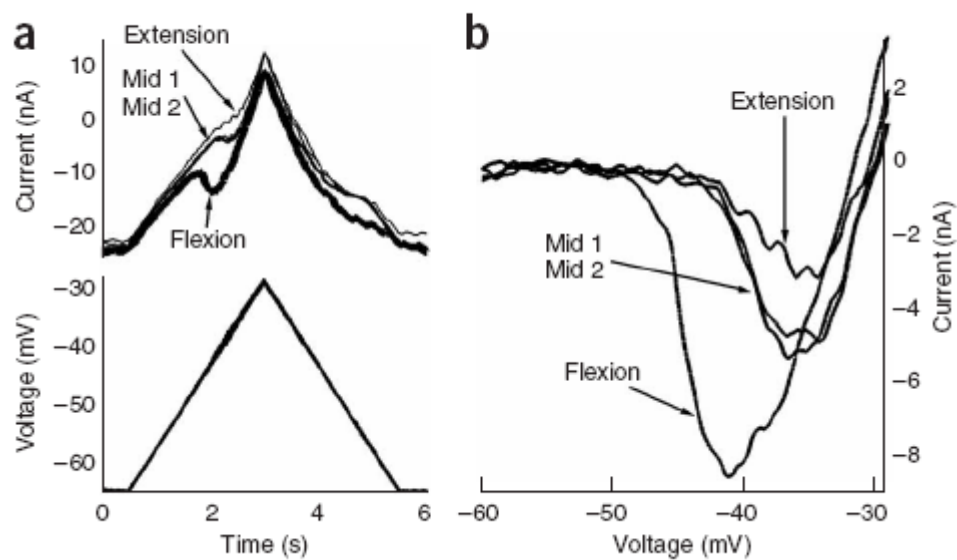 a
Extension
Mid 1
Mid 2
Flexion
Current (nA)
10
0
−10
−20
Voltage (mV)
−30
−40
−50
−60
0
2
4
6
Time (s)
b
Extension
Mid 1
Mid 2
Flexion
2
0
−2
−4
−6
−8
Current (nA)
−60
−50
−40
−30
Voltage (mV)